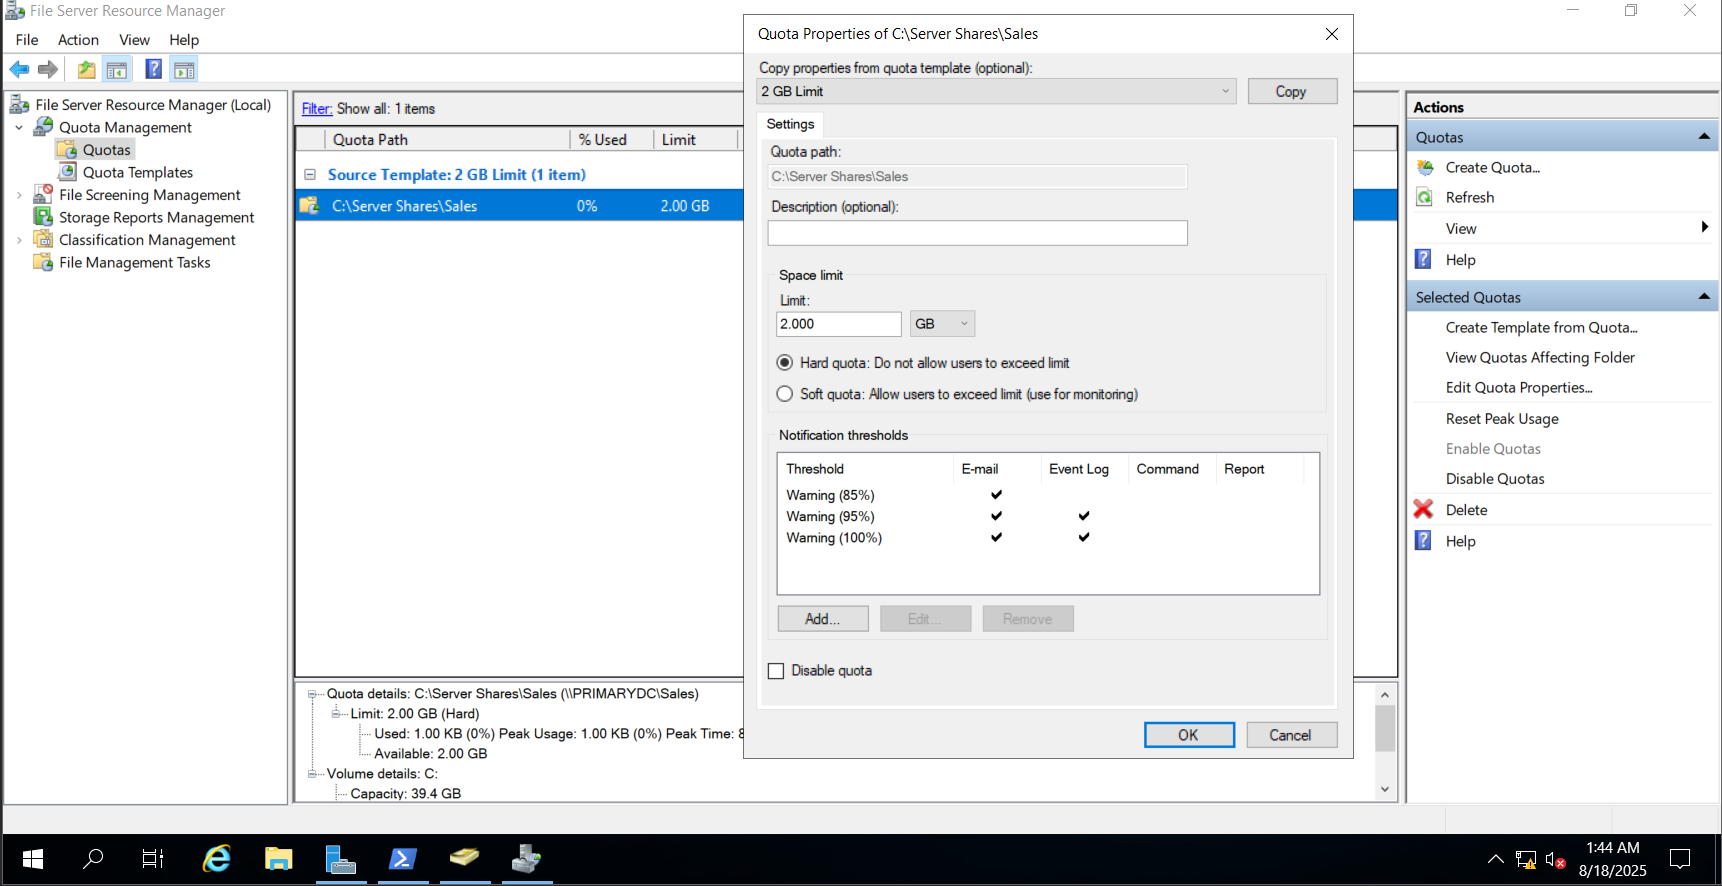 File Server Resource Manager
File Action View Help
File Server Resource Manager (Local)
Quota Management
Quotas
Quota Templates
File Screening Management
Storage Reports Management
Classification Management
File Management Tasks
Filter: Show all: 1 items
Quota Path % Used Limit
Source Template: 2 GB Limit (1 item)
C:\Server Shares\Sales 0% 2.00 GB
Quota details: C:\Server Shares\Sales (\\PRIMARYDC\Sales)
Limit: 2.00 GB (Hard)
Used: 1.00 KB (0%) Peak Usage: 1.00 KB (0%) Peak Time: 8
Available: 2.00 GB
Volume details: C:
Capacity: 39.4 GB
Quota Properties of C:\Server Shares\Sales
Copy properties from quota template (optional):
2 GB Limit Copy
Settings
Quota path:
C:\Server Shares\Sales
Description (optional):
Space limit
Limit:
2.000 GB
Hard quota: Do not allow users to exceed limit
Soft quota: Allow users to exceed limit (use for monitoring)
Notification thresholds
Threshold E-mail Event Log Command Report
Warning (85%)
Warning (95%)
Warning (100%)
Add... Edit... Remove
Disable quota
OK Cancel
Actions
Quotas
Create Quota...
Refresh
View
Help
Selected Quotas
Create Template from Quota...
View Quotas Affecting Folder
Edit Quota Properties...
Reset Peak Usage
Enable Quotas
Disable Quotas
Delete
Help
1:44 AM
8/18/2025